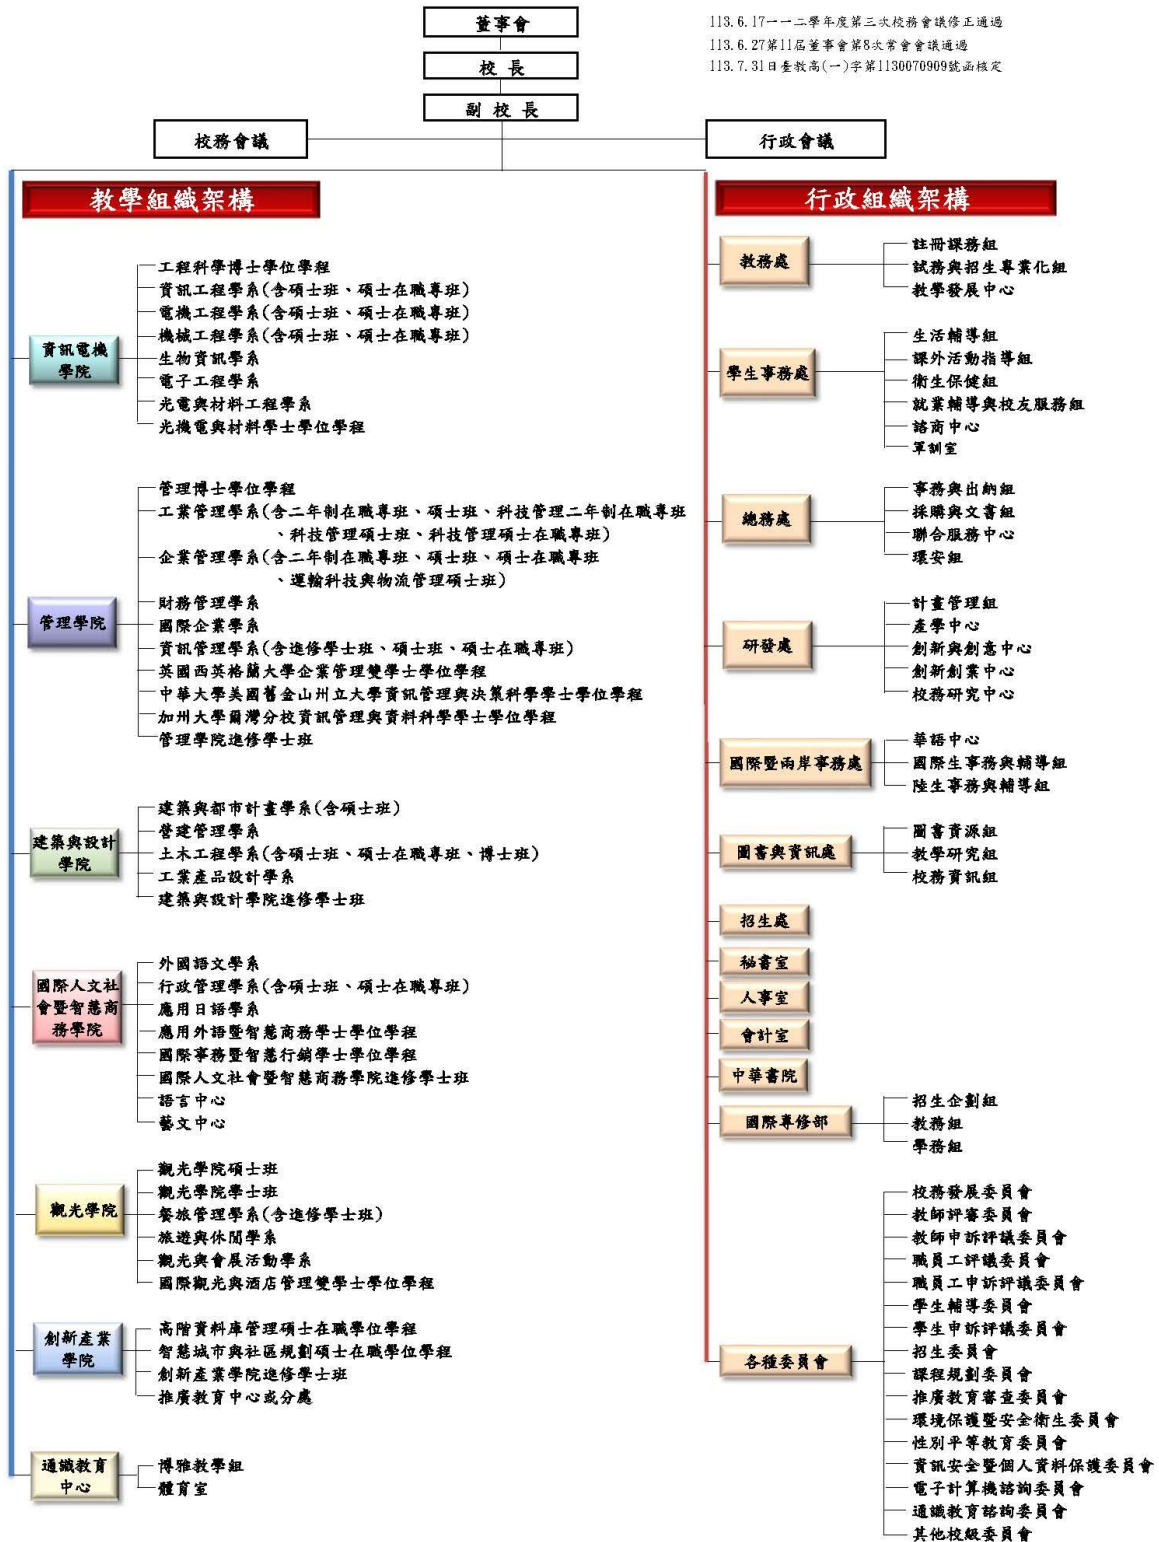 董事會
113.6.17一一二學年度第三次校務會議修正通過
113.6.27第11屆董事會第8次常會會議通過
113.7.31日臺教高(一)字第1130070909號函核定
校 長
副 校 長
校務會議
行政會議
教學組織架構
資訊電機
學院
工程科學博士學位學程
資訊工程學系(含碩士班、碩士在職專班)
電機工程學系(含碩士班、碩士在職專班)
機械工程學系(含碩士班、碩士在職專班)
生物資訊學系
電子工程學系
光電與材料工程學系
光機電與材料學士學位學程
管理學院
管理博士學位學程
工業管理學系(含二年制在職專班、碩士班、科技管理二年制在職專班
、科技管理碩士班、科技管理碩士在職專班)
企業管理學系(含二年制在職專班、碩士班、碩士在職專班
、運輸科技與物流管理碩士班)
財務管理學系
國際企業學系
資訊管理學系(含進修學士班、碩士班、碩士在職專班)
英國西英格蘭大學企業管理雙學士學位學程
中華大學美國舊金山州立大學資訊管理與決策科學學士學位學程
加州大學爾灣分校資訊管理與資料科學學士學位學程
管理學院進修學士班
建築與設計
學院
建築與都市計畫學系(含碩士班)
營建管理學系
土木工程學系(含碩士班、碩士在職專班、博士班)
工業產品設計學系
建築與設計學院進修學士班
國際人文社
會暨智慧商
務學院
外國語文學系
行政管理學系(含碩士班、碩士在職專班)
應用日語學系
應用外語暨智慧商務學士學位學程
國際事務暨智慧行銷學士學位學程
國際人文社會暨智慧商務學院進修學士班
語言中心
藝文中心
觀光學院
觀光學院碩士班
觀光學院學士班
餐旅管理學系(含進修學士班)
旅遊與休閒學系
觀光與會展活動學系
國際觀光與酒店管理雙學士學位學程
創新產業
學院
高階資料庫管理碩士在職學位學程
智慧城市與社區規劃碩士在職學位學程
創新產業學院進修學士班
推廣教育中心或分處
通識教育
中心
博雅教學組
體育室
行政組織架構
教務處
註冊課務組
試務與招生專業化組
教學發展中心
學生事務處
生活輔導組
課外活動指導組
衛生保健組
就業輔導與校友服務組
諮商中心
軍訓室
總務處
事務與出納組
採購與文書組
聯合服務中心
環安組
研發處
計畫管理組
產學中心
創新與創意中心
創新創業中心
校務研究中心
國際暨兩岸事務處
華語中心
國際生事務與輔導組
陸生事務與輔導組
圖書與資訊處
圖書資源組
教學研究組
校務資訊組
招生處
秘書室
人事室
會計室
中華書院
國際專修部
招生企劃組
教務組
學務組
各種委員會
校務發展委員會
教師評審委員會
教師申訴評議委員會
職員工評議委員會
職員工申訴評議委員會
學生輔導委員會
學生申訴評議委員會
招生委員會
課程規劃委員會
推廣教育審查委員會
環境保護暨安全衛生委員會
性別平等教育委員會
資訊安全暨個人資料保護委員會
電子計算機諮詢委員會
通識教育諮詢委員會
其他校級委員會